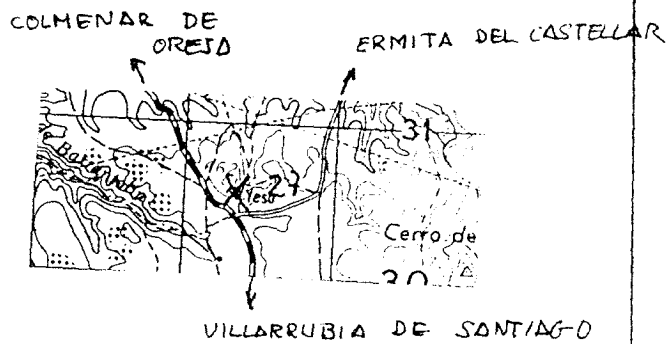 COLMENAR DE
OREJA
ERMITA DEL CASTELLAR
31
Yeso
27
Cerro de
30
VILLARRUBIA DE SANTIAGO